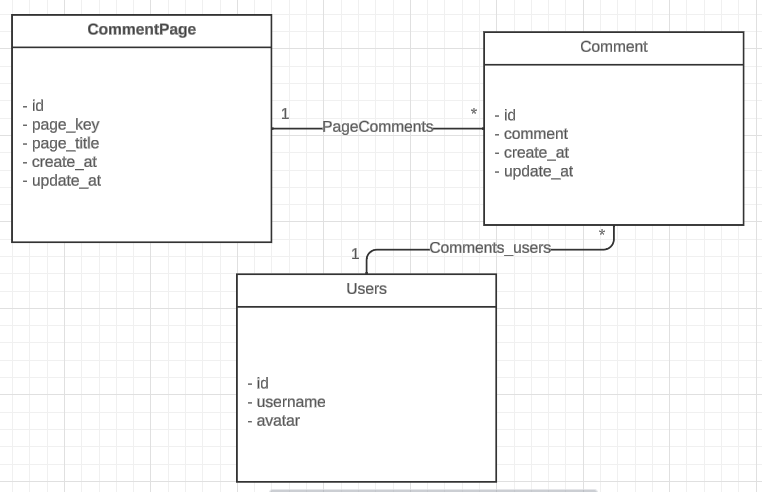 CommentPage
- id
- page_key
- page_title
- create_at
- update_at
1
PageComments
*
Comment
- id
- comment
- create_at
- update_at
*
Comments_users
1
Users
- id
- username
- avatar